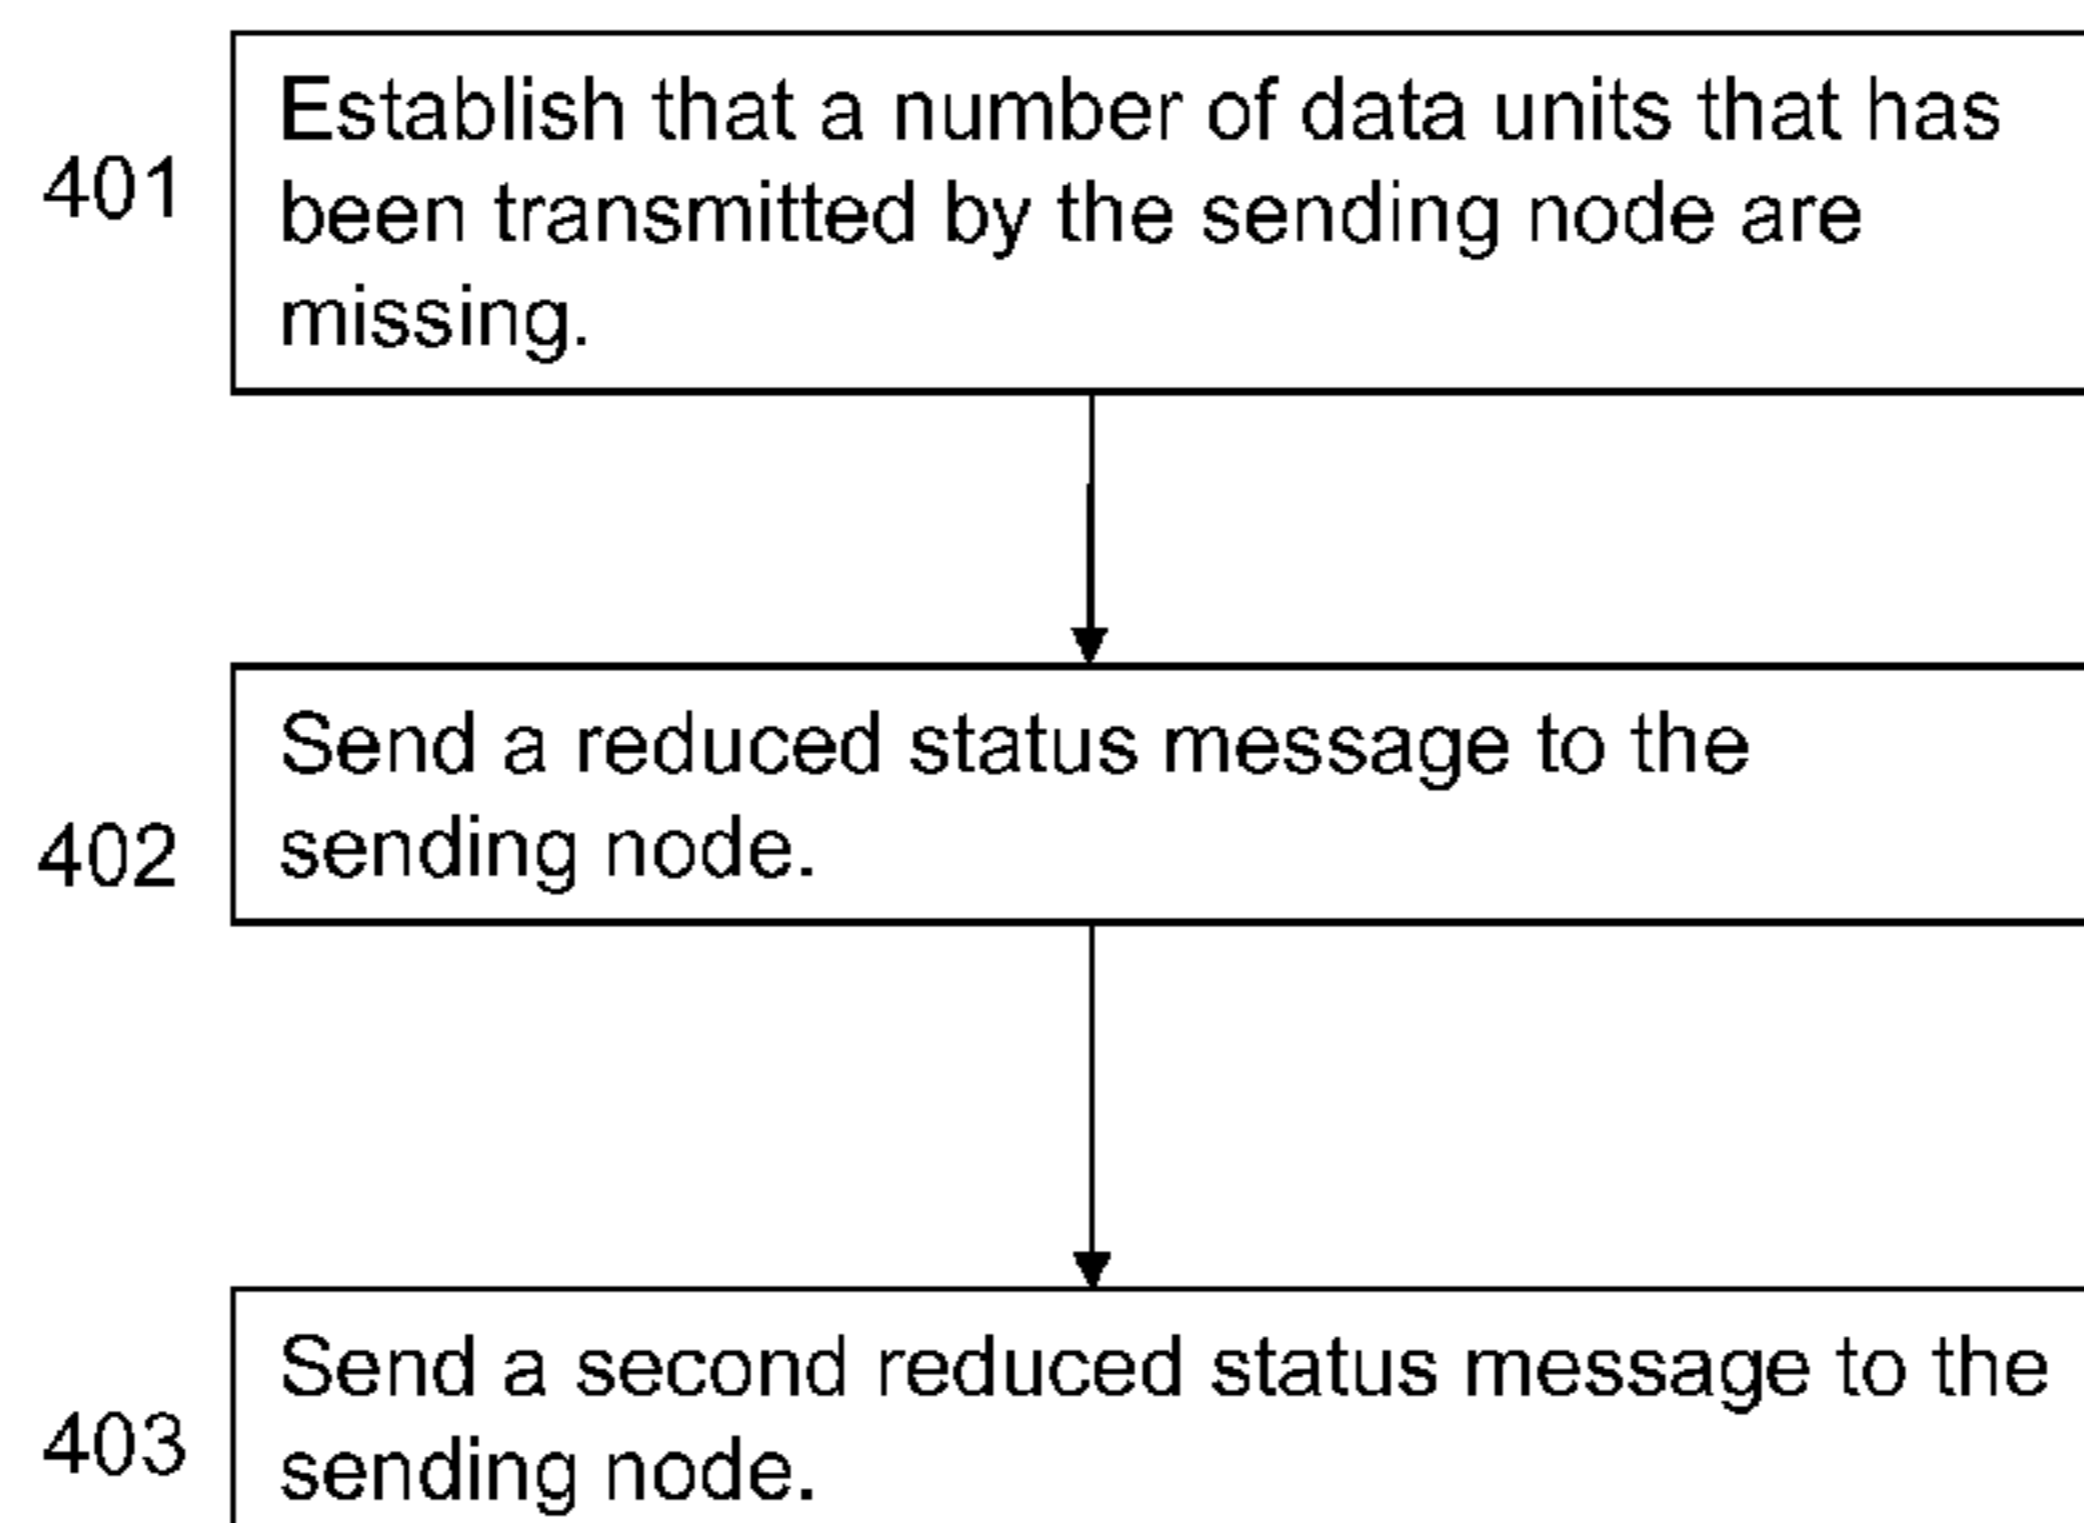 401
Establish that a number of data units that has
been transmitted by the sending node are
missing.
402
Send a reduced status message to the
sending node.
403
Send a second reduced status message to the
sending node.